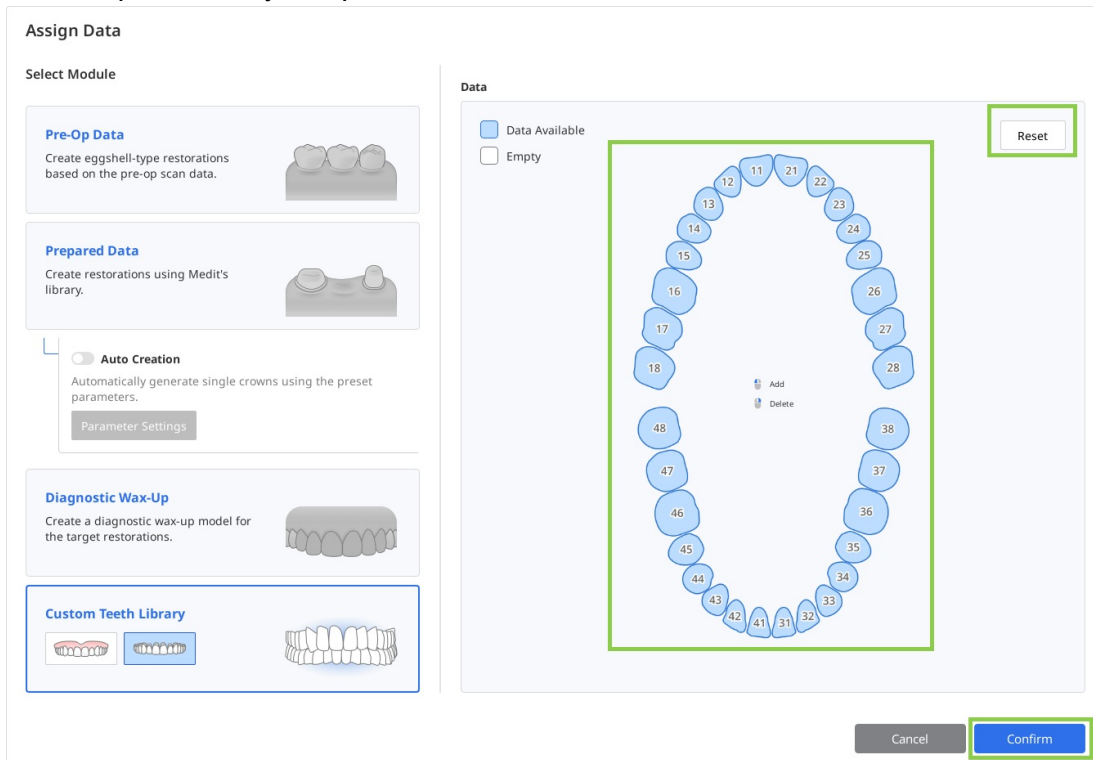 Assign Data
Select Module
Pre-Op Data
Create eggshell-type restorations
based on the pre-op scan data.
Prepared Data
Create restorations using Medit's
library.
Auto Creation
Automatically generate single crowns using the preset
parameters.
Parameter Settings
Diagnostic Wax-Up
Create a diagnostic wax-up model for
the target restorations.
Custom Teeth Library
Data
Data Available
Empty
Reset
11 21
12 22
13 23
14 24
15 25
16 26
17 27
18 28
Add
Delete
48 38
47 37
46 36
45 35
44 34
43 33
42 41 31 32
Cancel Confirm